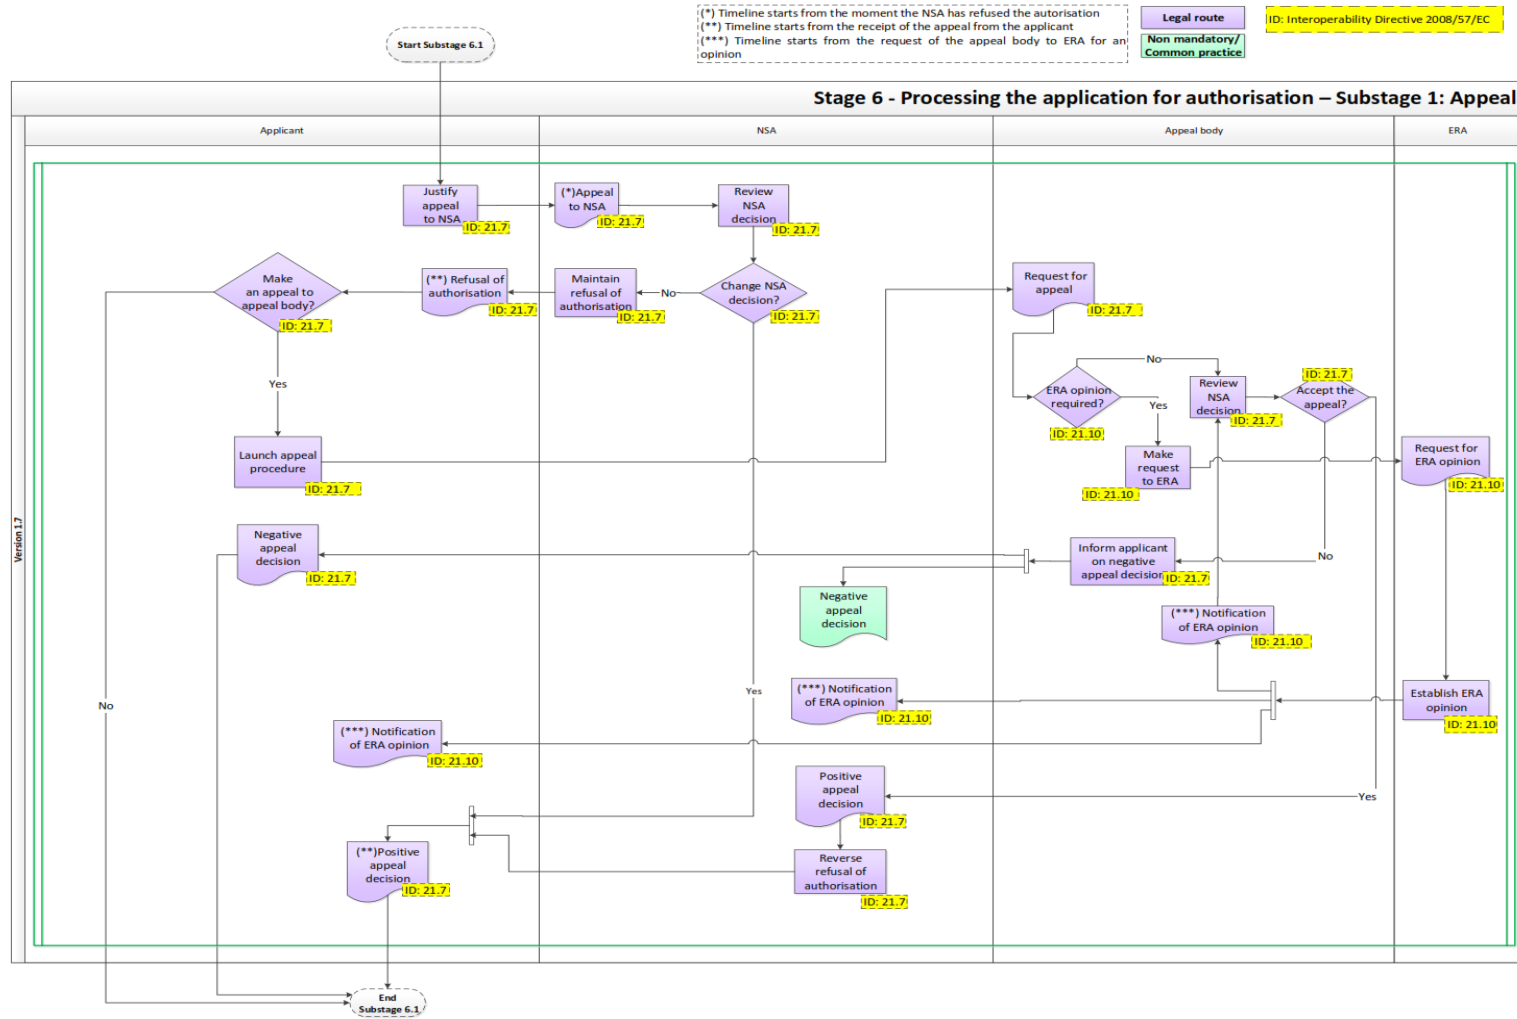 (*) Timeline starts from the moment the NSA has refused the autorisation
(**) Timeline starts from the receipt of the appeal from the applicant
(***) Timeline starts from the request of the appeal body to ERA for an
opinion
Legal route
Non mandatory/
Common practice
ID: Interoperability Directive 2008/57/EC
Start Substage 6.1
Stage 6 - Processing the application for authorisation – Substage 1: Appeal
Applicant
NSA
Appeal body
ERA
Version 1.7
Justify
appeal
to NSA
ID: 21.7
(*)Appeal
to NSA
ID: 21.7
Review
NSA
decision
ID: 21.7
Make
an appeal to
appeal body?
ID: 21.7
(**) Refusal of
authorisation
ID: 21.7
Maintain
refusal of
authorisation
ID: 21.7
No
Change NSA
decision?
ID: 21.7
Request for
appeal
ID: 21.7
Yes
No
ERA opinion
required?
ID: 21.10
Yes
Review
NSA
decision
ID: 21.7
ID: 21.7
Accept the
appeal?
Launch appeal
procedure
ID: 21.7
Make
request
to ERA
ID: 21.10
Request for
ERA opinion
ID: 21.10
Negative
appeal
decision
ID: 21.7
Inform applicant
on negative
appeal decision
ID: 21.7
No
Negative
appeal
decision
(***) Notification
of ERA opinion
ID: 21.10
No
Yes
(***) Notification
of ERA opinion
ID: 21.10
Establish ERA
opinion
ID: 21.10
(***) Notification
of ERA opinion
ID: 21.10
Positive
appeal
decision
ID: 21.7
Yes
(**)Positive
appeal
decision
ID: 21.7
Reverse
refusal of
authorisation
ID: 21.7
End
Substage 6.1